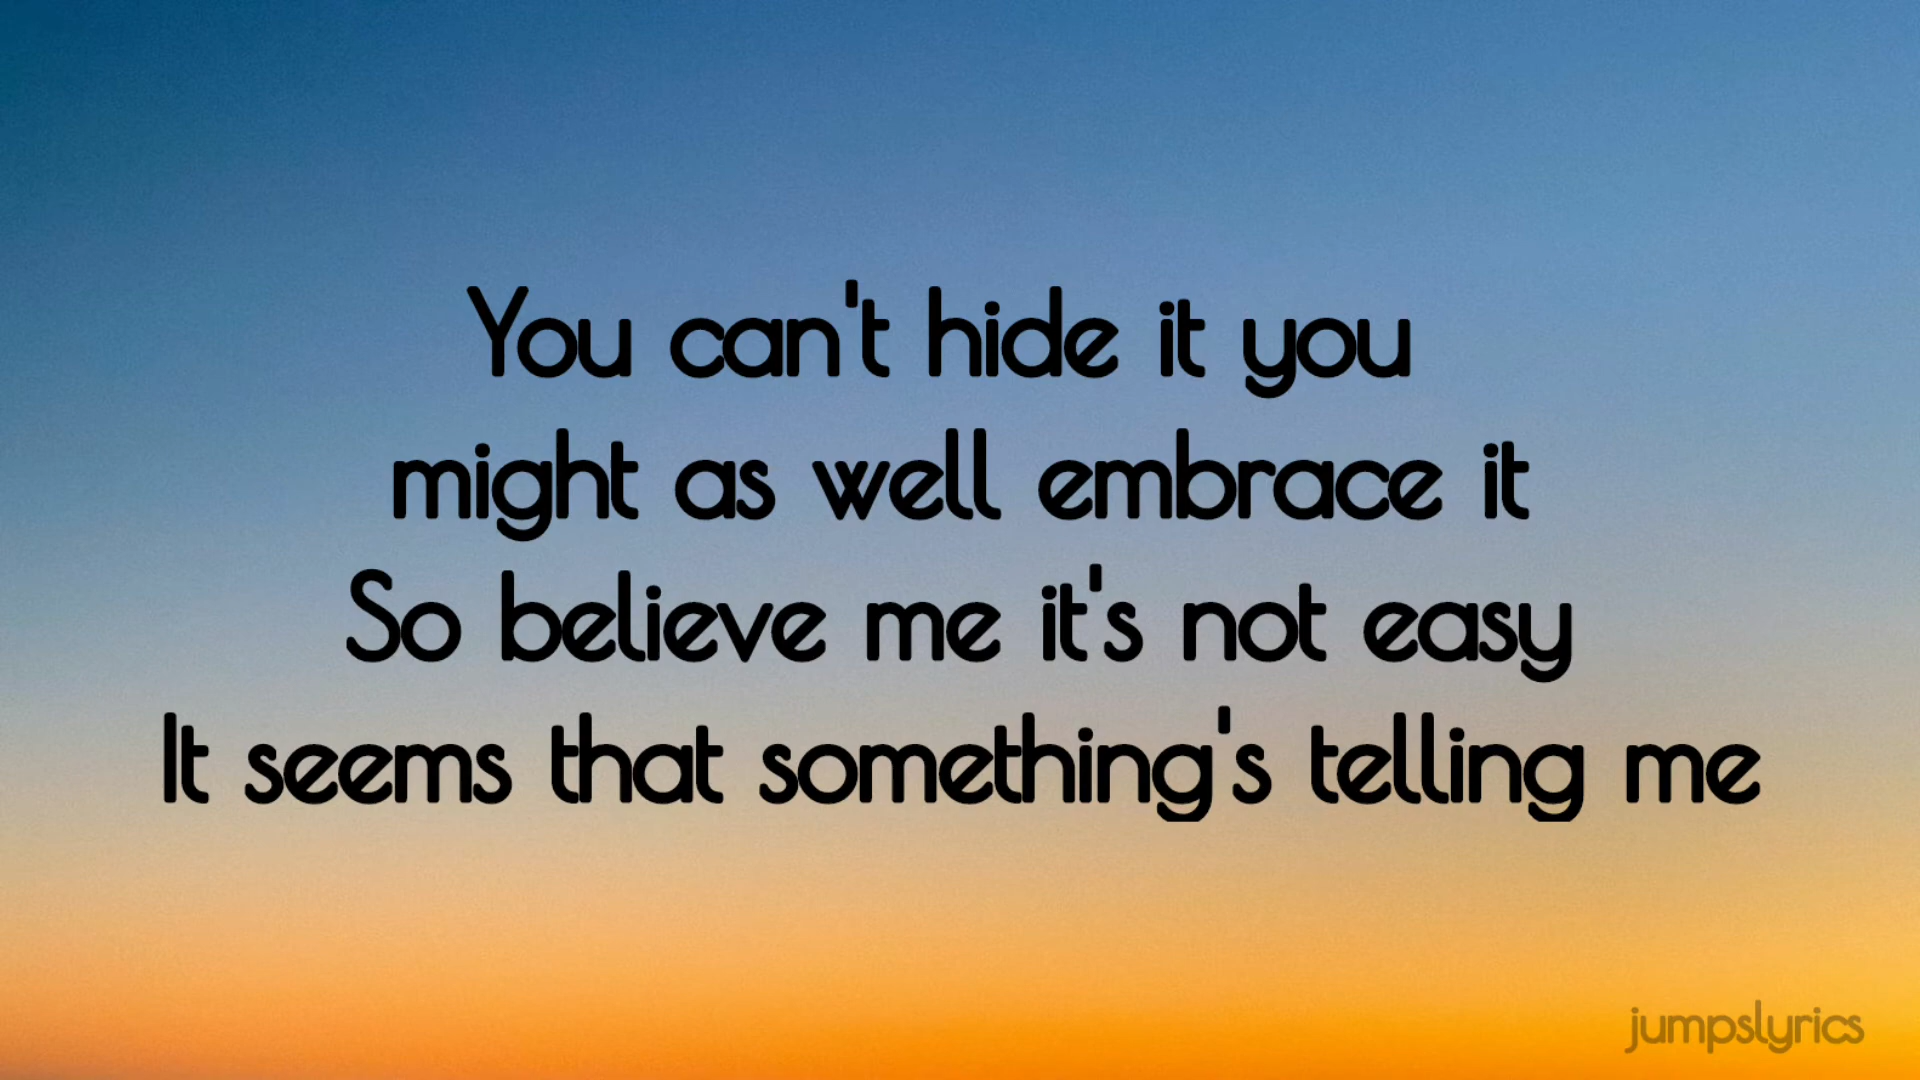 You can't hide it you
might as well embrace it
So believe me it's not easy
It seems that something's telling me
jumpslyrics